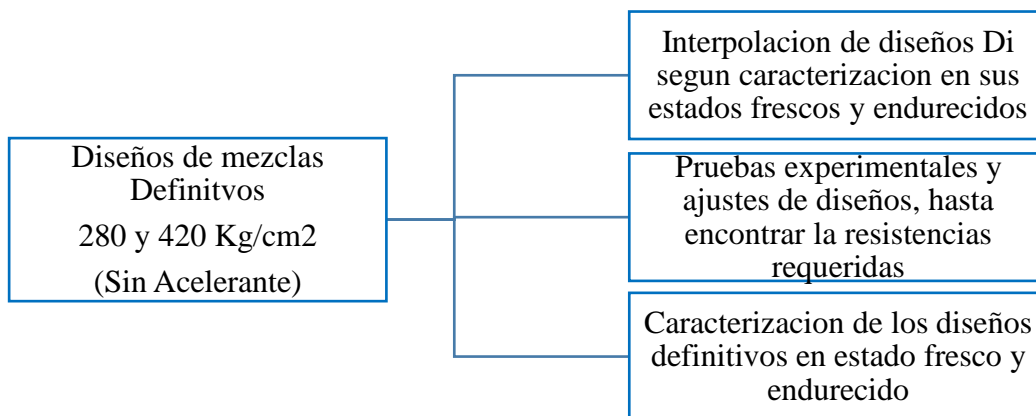 Diseños de mezclas
Definitvos
280 y 420 Kg/cm2
(Sin Acelerante)
Interpolacion de diseños Di
segun caracterizacion en sus
estados frescos y endurecidos
Pruebas experimentales y
ajustes de diseños, hasta
encontrar la resistencias
requeridas
Caracterizacion de los diseños
definitivos en estado fresco y
endurecido